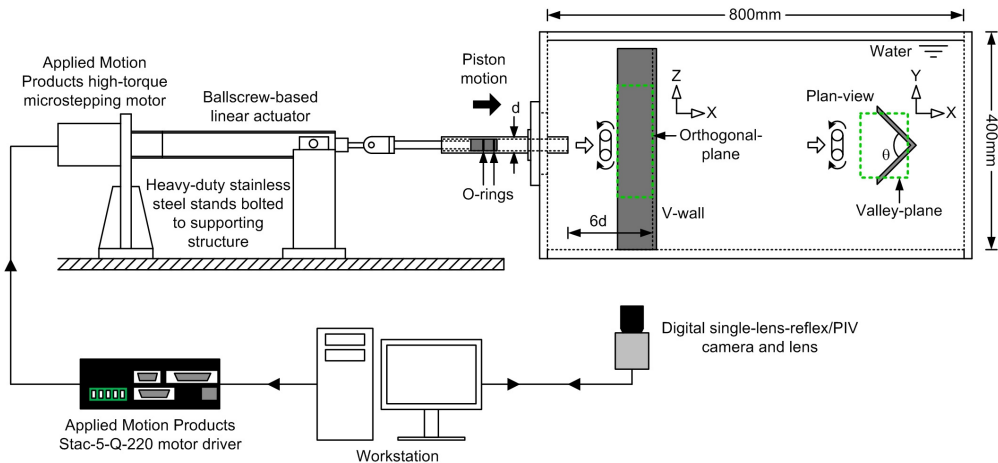 800mm
Applied Motion
Products high-torque
microstepping motor
Ballscrew-based
linear actuator
Piston
motion
d
Water
Z
X
Orthogonal-
plane
Plan-view
Y
X
θ
400mm
Heavy-duty stainless
steel stands bolted
to supporting
structure
O-rings
6d
V-wall
Valley-plane
Digital single-lens-reflex/PIV
camera and lens
Applied Motion Products
Stac-5-Q-220 motor driver
Workstation